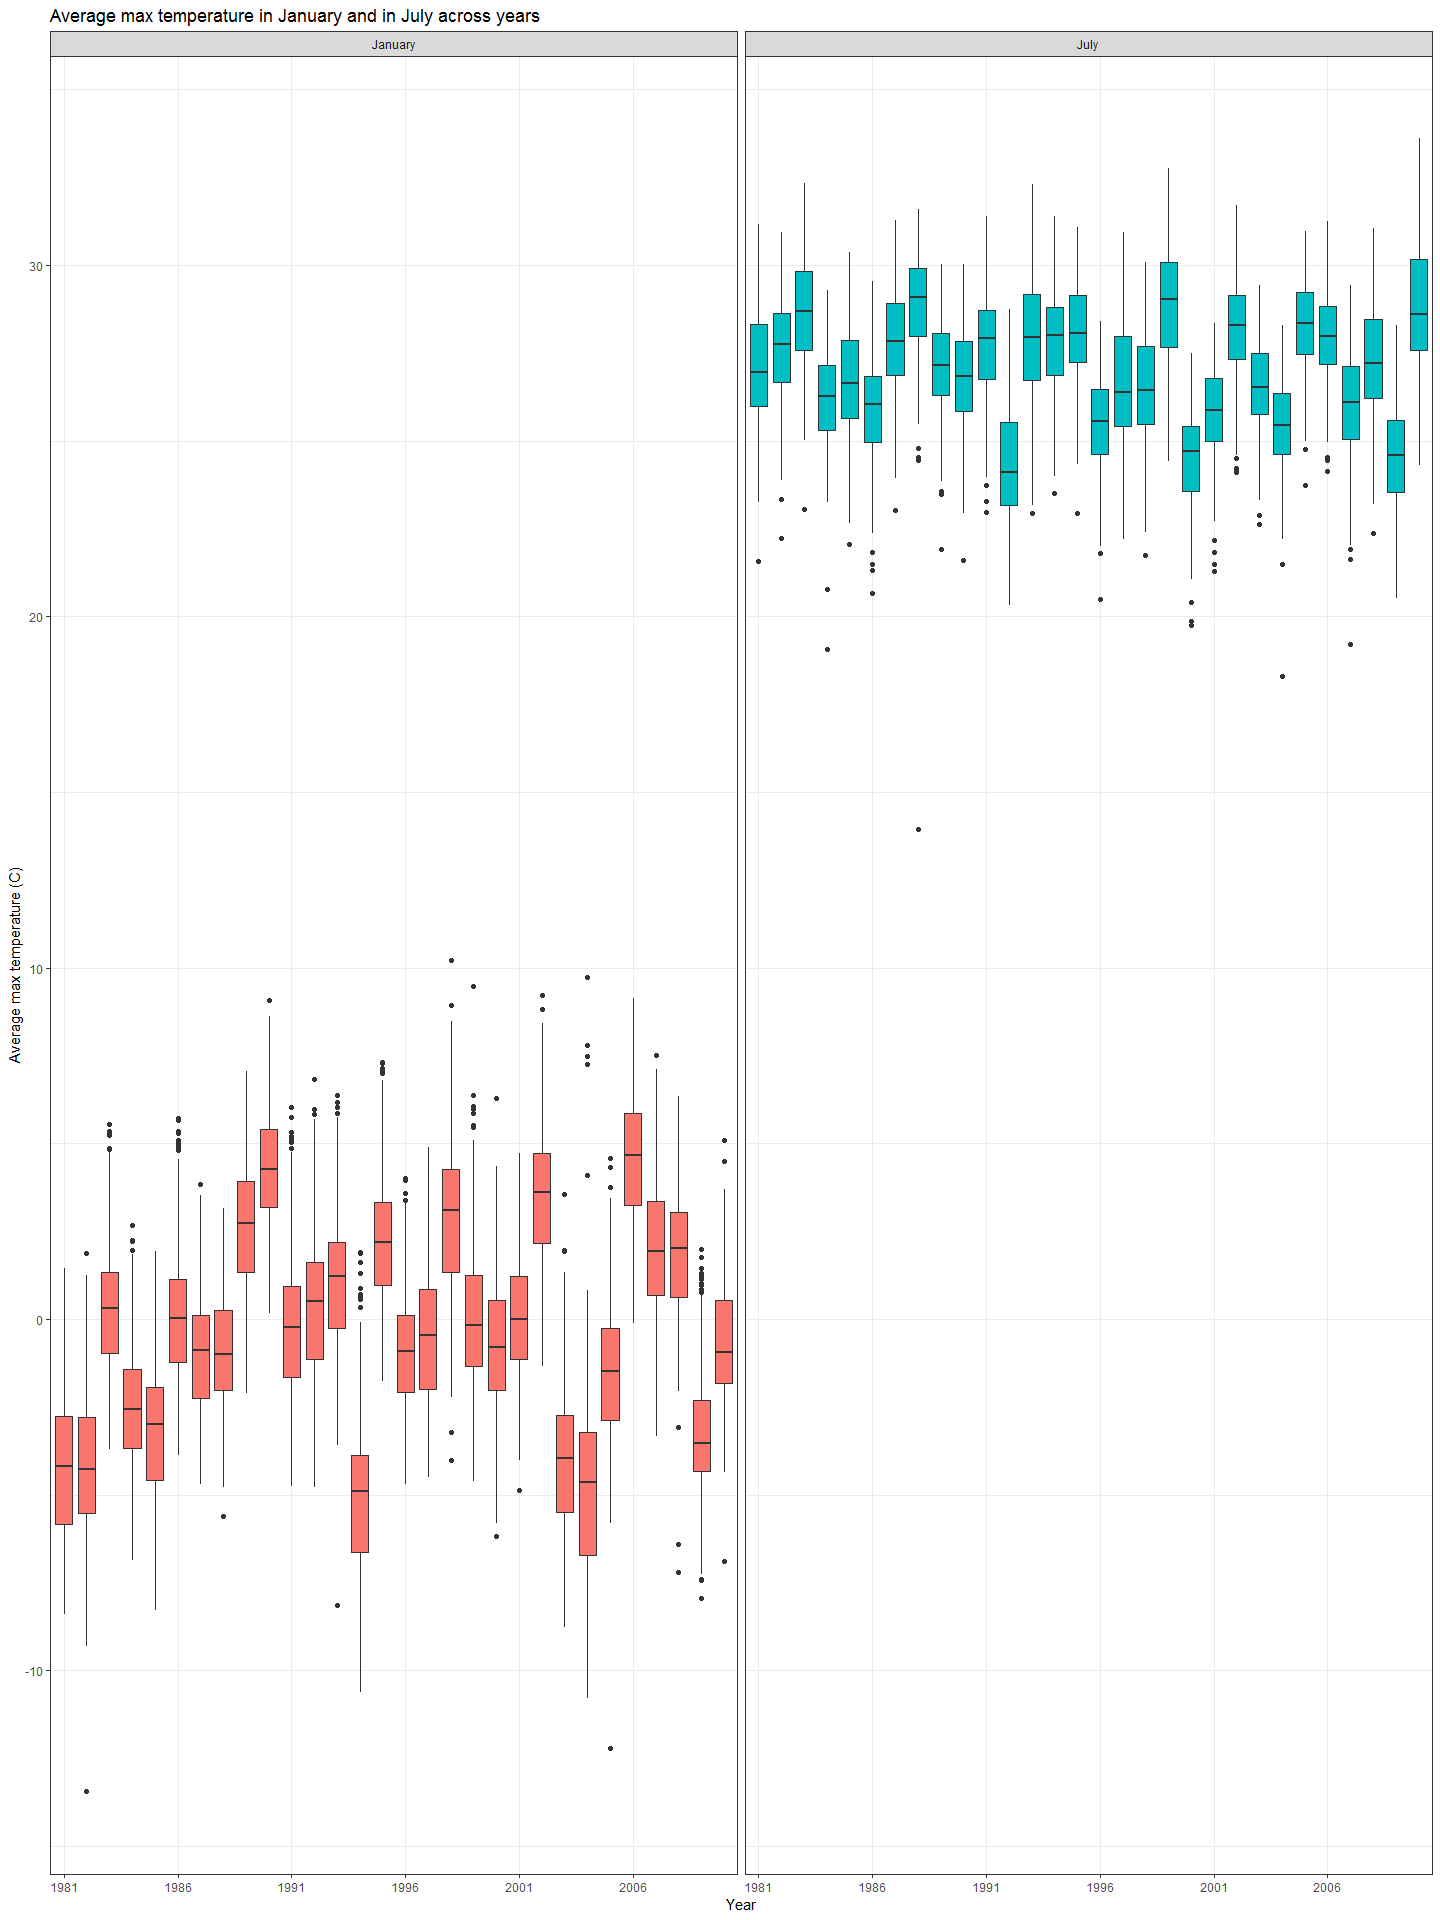 Average max temperature in January and in July across years
January July
30
20
10
0
-10
Average max temperature (C)
1981 1986 1991 1996 2001 2006 1981 1986 1991 1996 2001 2006
Year